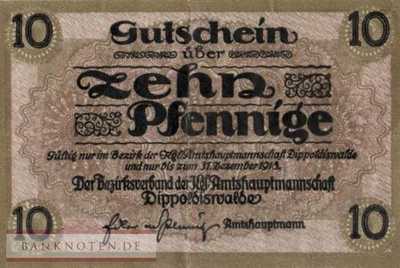 10 Gutschein 10
über
Zehn
Pfennige
Gültig nur im Bezirk der Kgl. Amtshauptmannschaft Dippoldiswalde
und nur bis zum 31. Dezember 1918.
Der Bezirksverband der Kgl. Amtshauptmannschaft
Dippoldiswalde
10 Amtshauptmann 10
BANKNOTEN.DE